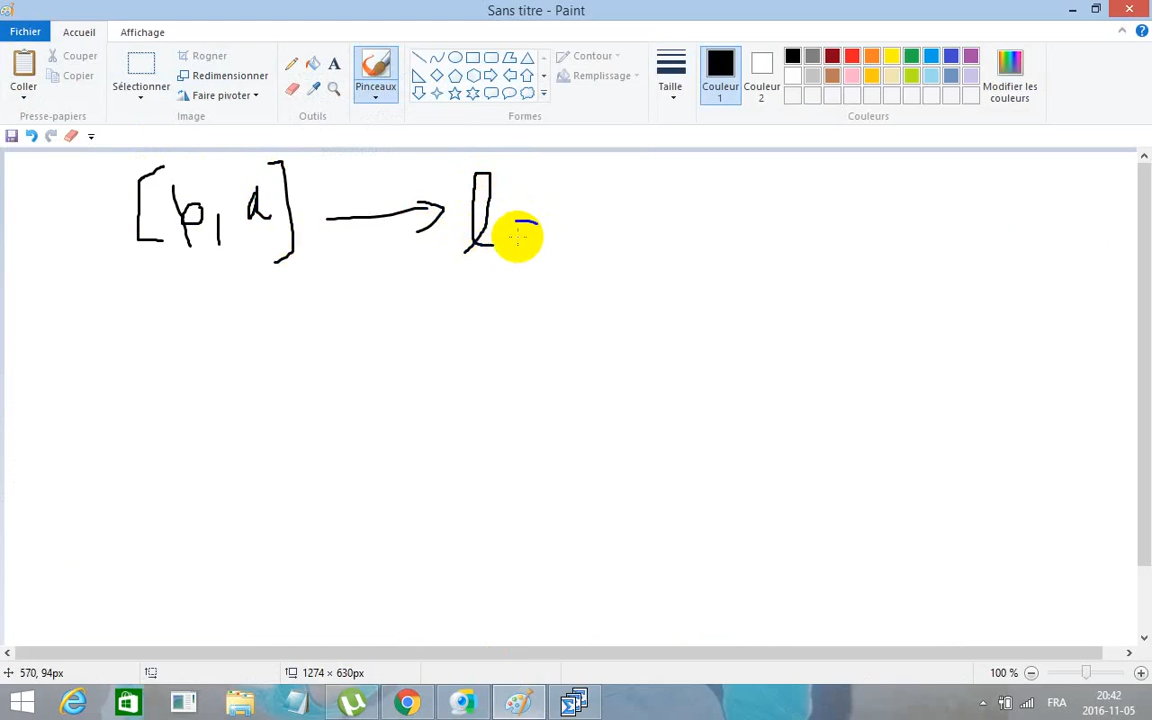 Sans titre - Paint
Fichier Accueil Affichage
Coller
Couper
Copier
Presse-papiers
Sélectionner
Rogner
Redimensionner
Faire pivoter
Image
A
Outils
Pinceaux
Contour
Remplissage
Formes
Taille
Couleur 1
Couleur 2
Modifier les couleurs
Couleurs
[ p, d ] → l
570, 94px
1274 × 630px
100 %
FRA
20:42
2016-11-05